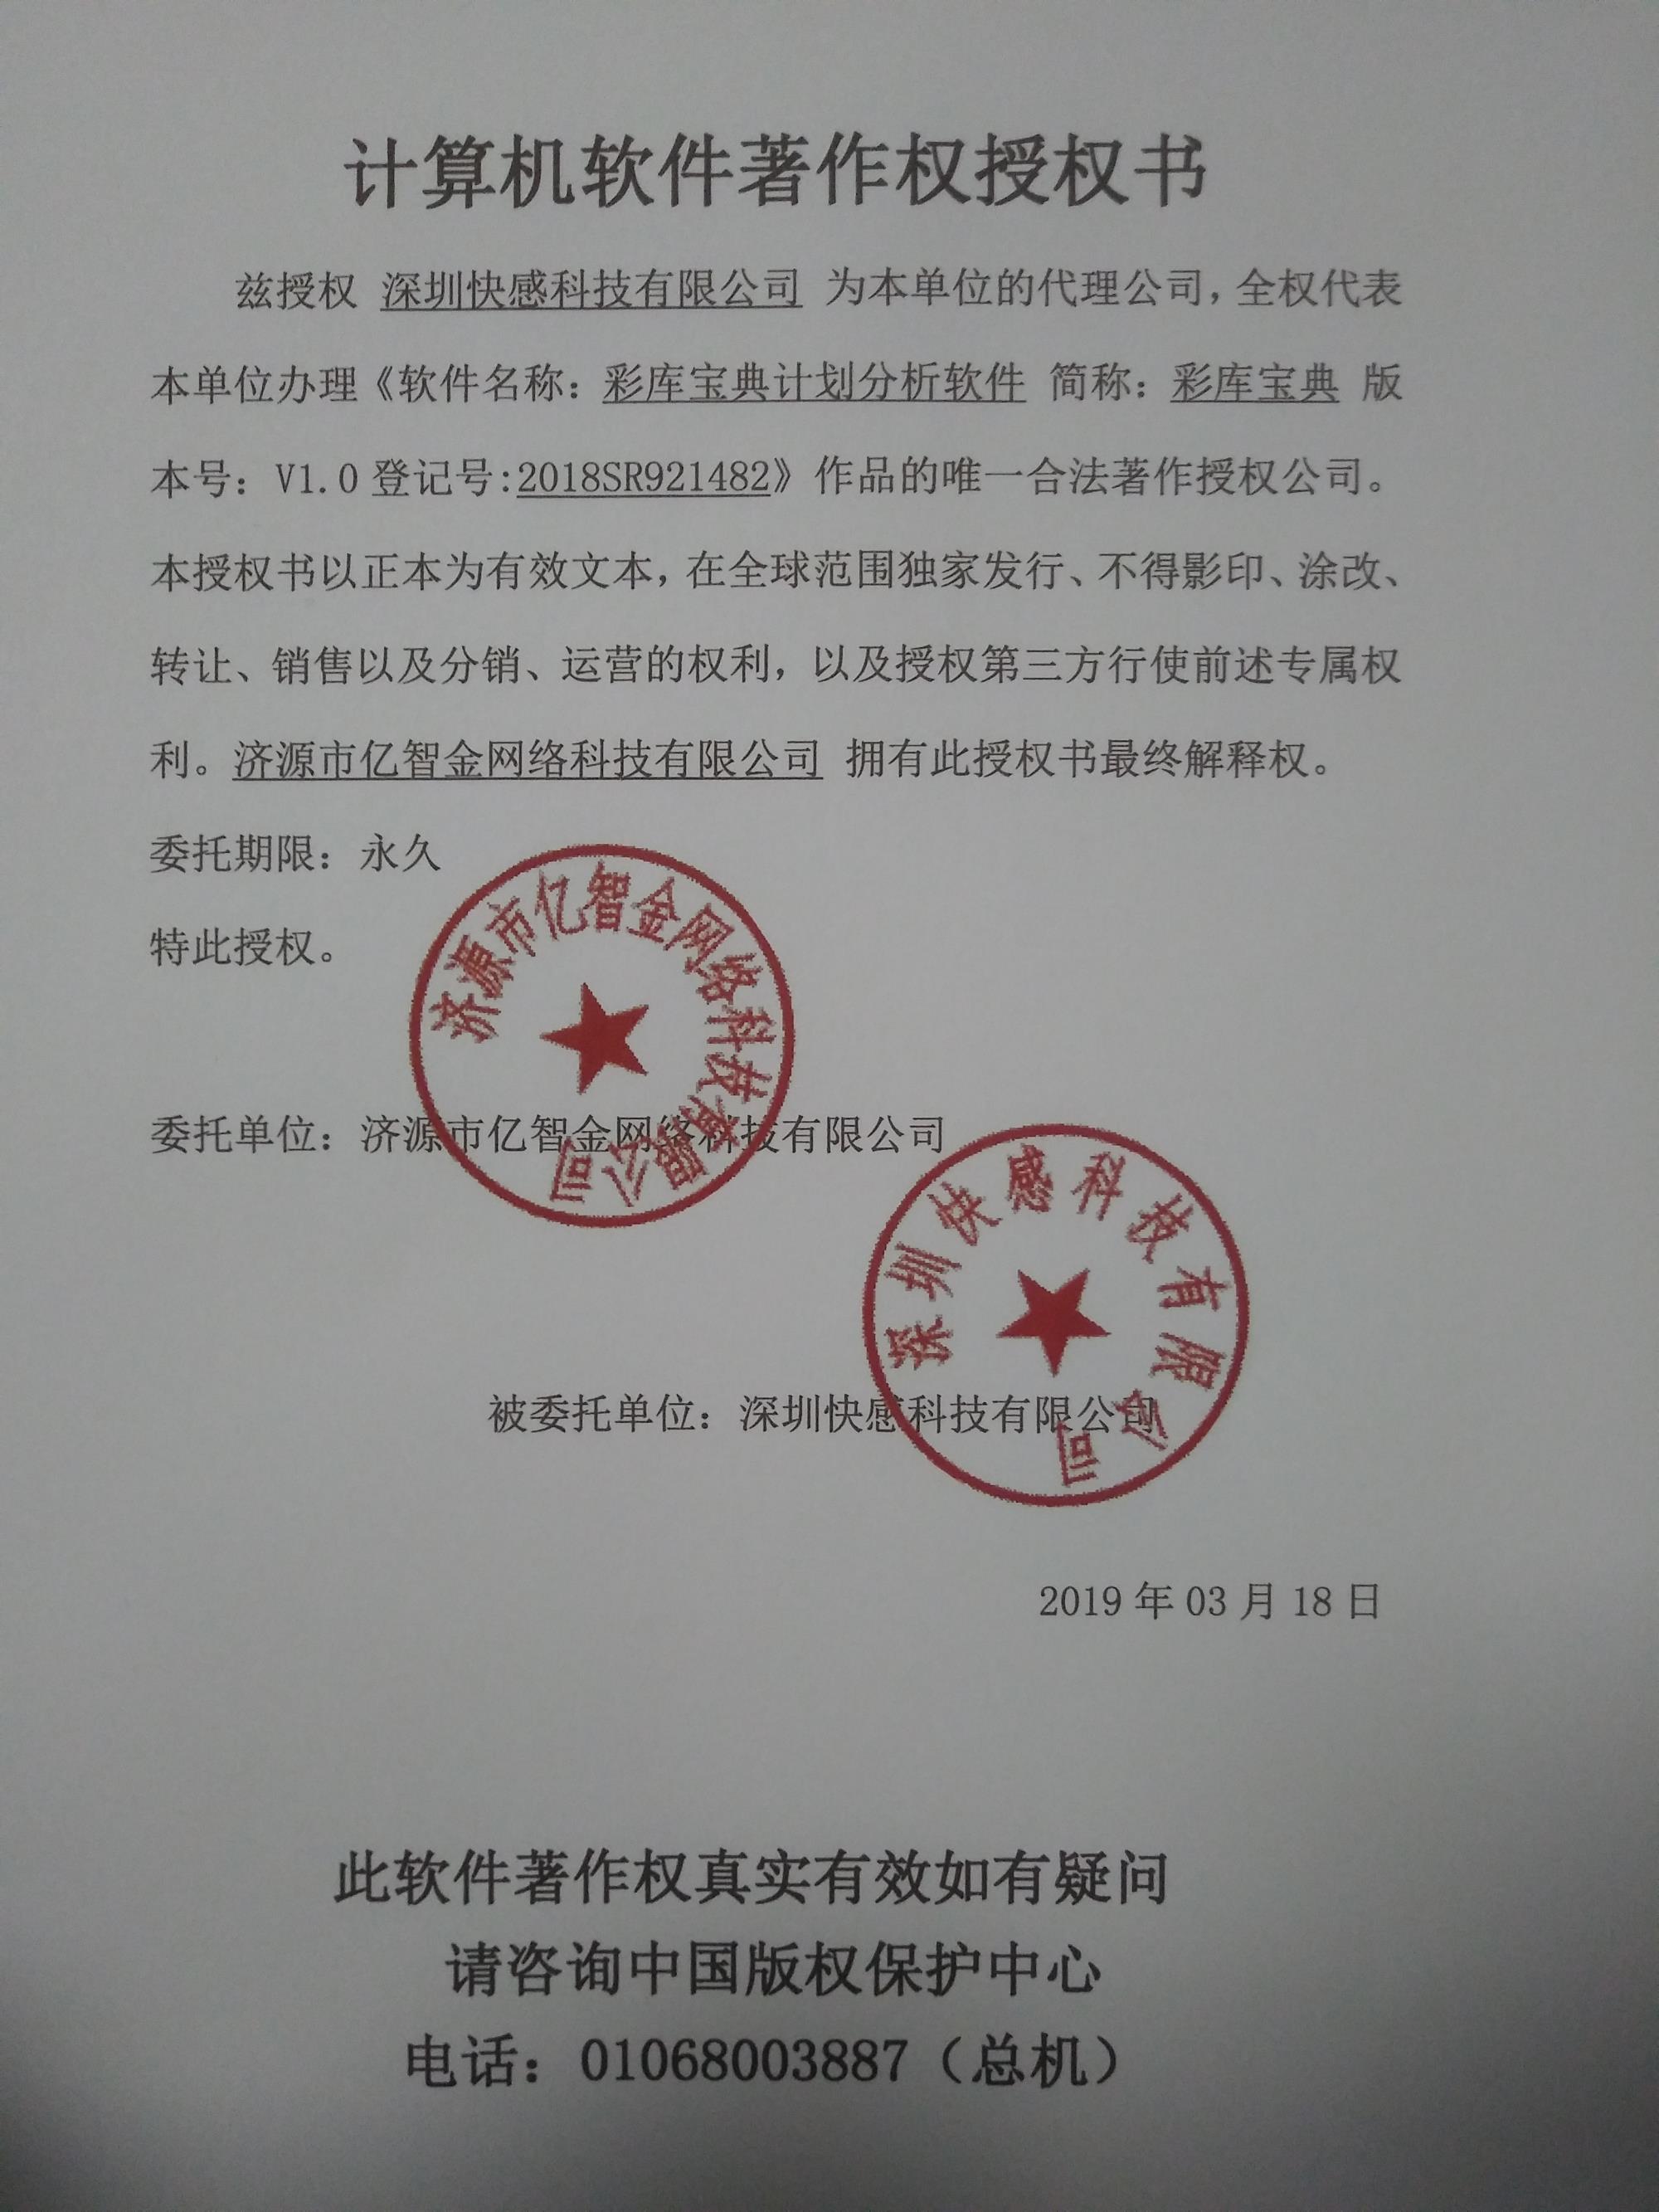 计算机软件著作权授权书
兹授权 深圳快感科技有限公司 为本单位的代理公司，全权代表
本单位办理《软件名称：彩库宝典计划分析软件 简称：彩库宝典 版
本号：V1.0 登记号:2018SR921482》作品的唯一合法著作授权公司。
本授权书以正本为有效文本，在全球范围独家发行、不得影印、涂改、
转让、销售以及分销、运营的权利，以及授权第三方行使前述专属权
利。济源市亿智金网络科技有限公司 拥有此授权书最终解释权。
委托期限：永久
特此授权。
济源市亿智金网络科技有限公司
委托单位：济源市亿智金网络科技有限公司
深圳快感科技有限公司
被委托单位：深圳快感科技有限公司
2019 年 03 月 18 日
此软件著作权真实有效如有疑问
请咨询中国版权保护中心
电话：01068003887（总机）